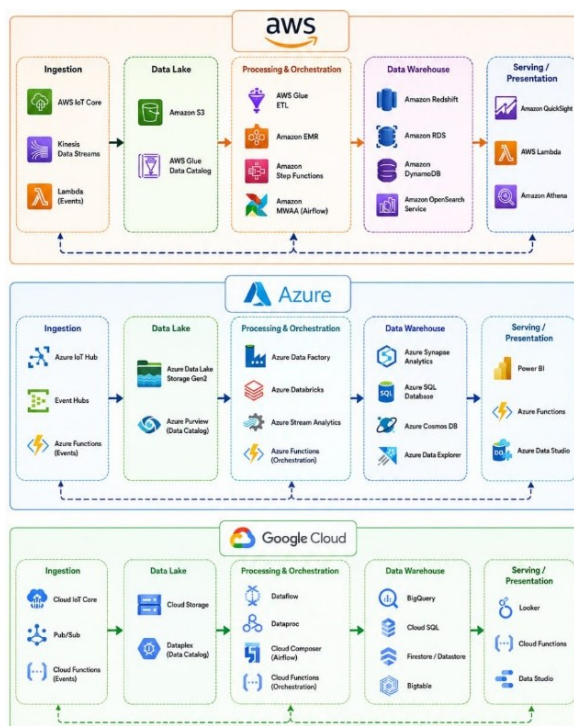 aws
Ingestion
AWS IoT Core
Kinesis
Data Streams
Lambda
(Events)
Data Lake
Amazon S3
AWS Glue
Data Catalog
Processing & Orchestration
AWS Glue
ETL
Amazon EMR
Amazon
Step Functions
Amazon
MWAA (Airflow)
Data Warehouse
Amazon Redshift
Amazon RDS
Amazon
DynamoDB
Amazon OpenSearch
Service
Serving /
Presentation
Amazon QuickSight
AWS Lambda
Amazon Athena
Azure
Ingestion
Azure IoT Hub
Event Hubs
Azure Functions
(Events)
Data Lake
Azure Data Lake
Storage Gen2
Azure Purview
(Data Catalog)
Processing & Orchestration
Azure Data Factory
Azure Databricks
Azure Stream Analytics
Azure Functions
(Orchestration)
Data Warehouse
Azure Synapse
Analytics
SQL
Azure SQL
Database
Azure Cosmos DB
Azure Data Explorer
Serving /
Presentation
Power BI
Azure Functions
Azure Data Studio
Google Cloud
Ingestion
Cloud IoT Core
Pub/Sub
Cloud Functions
(Events)
Data Lake
Cloud Storage
Dataplex
(Data Catalog)
Processing & Orchestration
Dataflow
Dataproc
Cloud Composer
(Airflow)
Cloud Functions
(Orchestration)
Data Warehouse
BigQuery
Cloud SQL
Firestore / Datastore
Bigtable
Serving /
Presentation
Looker
Cloud Functions
Data Studio